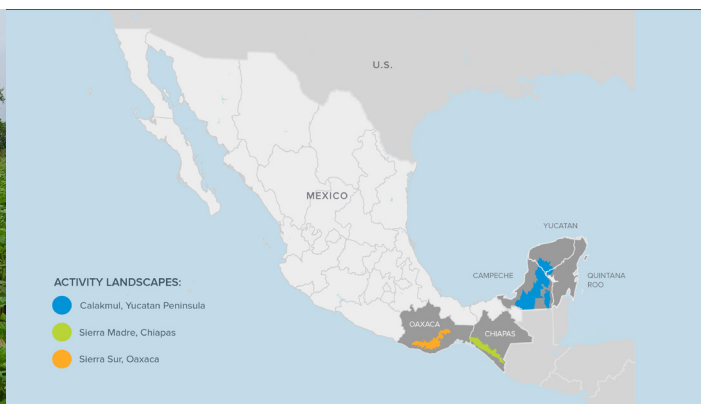 U.S.
MEXICO
YUCATAN
CAMPECHE
QUINTANA
ROO
ACTIVITY LANDSCAPES:
Calakmul, Yucatan Peninsula
Sierra Madre, Chiapas
Sierra Sur, Oaxaca
OAXACA
CHIAPAS